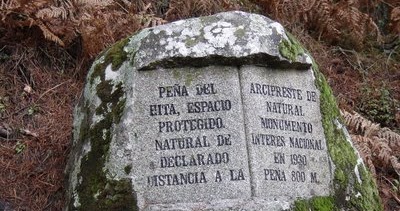 PEÑA DEL
HITA, ESPACIO
PROTEGIDO
NATURAL DE
DECLARADO
DISTANCIA A LA
ARCIPRESTE DE
NATURAL
MONUMENTO
INTERES NACIONAL
EN 1930
PEÑA 800 M.